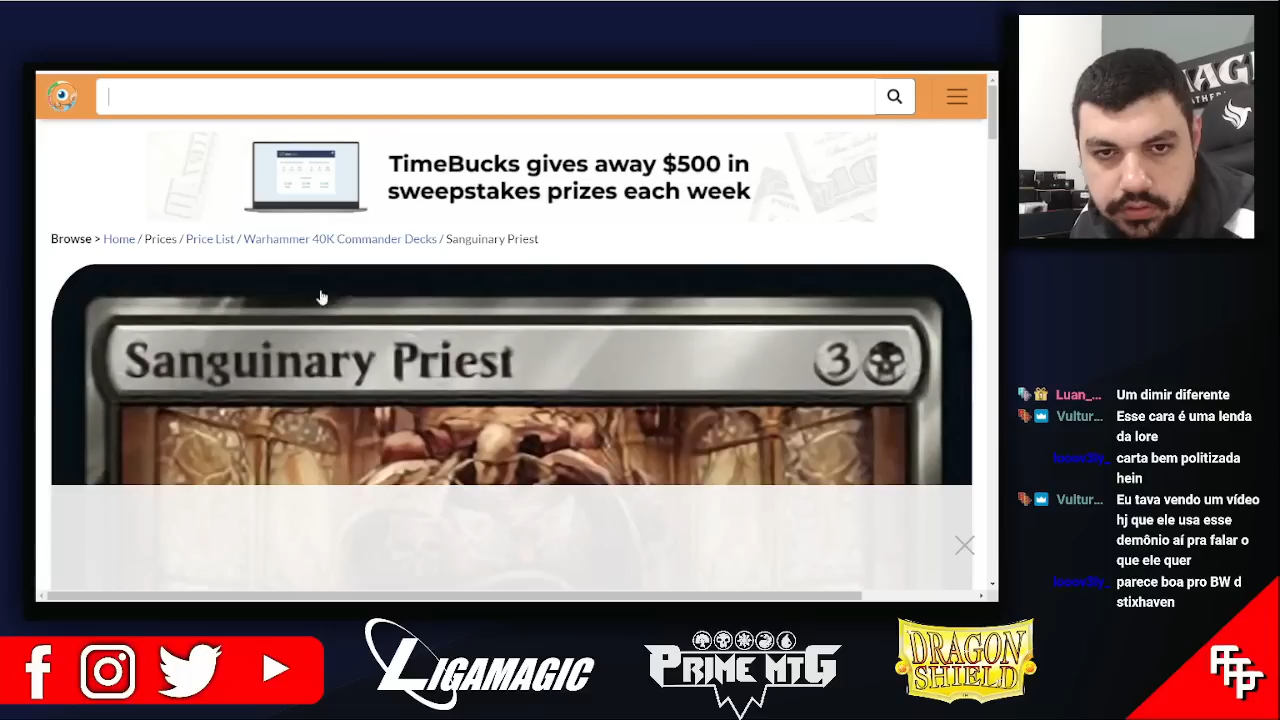 TimeBucks gives away $500 in
sweepstakes prizes each week
Browse > Home / Prices / Price List / Warhammer 40K Commander Decks / Sanguinary Priest
Sanguinary Priest 3
Luan_... Um dimir diferente
Vultur... Esse cara é uma lenda
da lore
carta bem politizada
hein
Vultur... Eu tava vendo um vídeo
hj que ele usa esse
demônio aí pra falar o
que ele quer
parece boa pro BW d
stixhaven
LIGAMAGIC
PRIME MTG
DRAGON
SHIELD